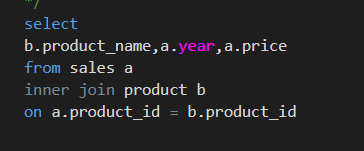 */
select
b.product_name,a.year,a.price
from sales a
inner join product b
on a.product_id = b.product_id